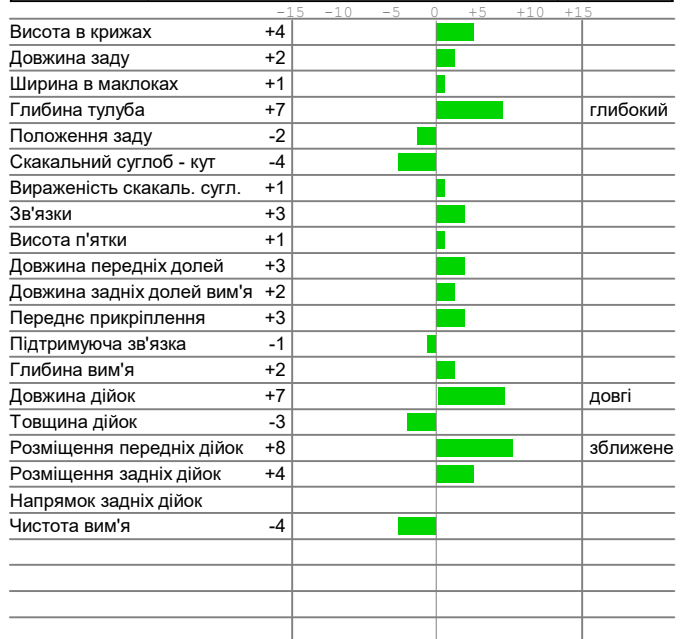 -15 -10 -5 0 +5 +10 +15
Висота в крижах +4
Довжина заду +2
Ширина в маклоках +1
Глибина тулуба +7 глибокий
Положення заду -2
Скакальний суглоб - кут -4
Вираженість скакаль. сугл. +1
Зв'язки +3
Висота п'ятки +1
Довжина передніх долей +3
Довжина задніх долей вим'я +2
Переднє прикріплення +3
Підтримуюча зв'язка -1
Глибина вим'я +2
Довжина дійок +7 довгі
Товщина дійок -3
Розміщення передніх дійок +8 зближене
Розміщення задніх дійок +4
Напрямок задніх дійок
Чистота вим'я -4